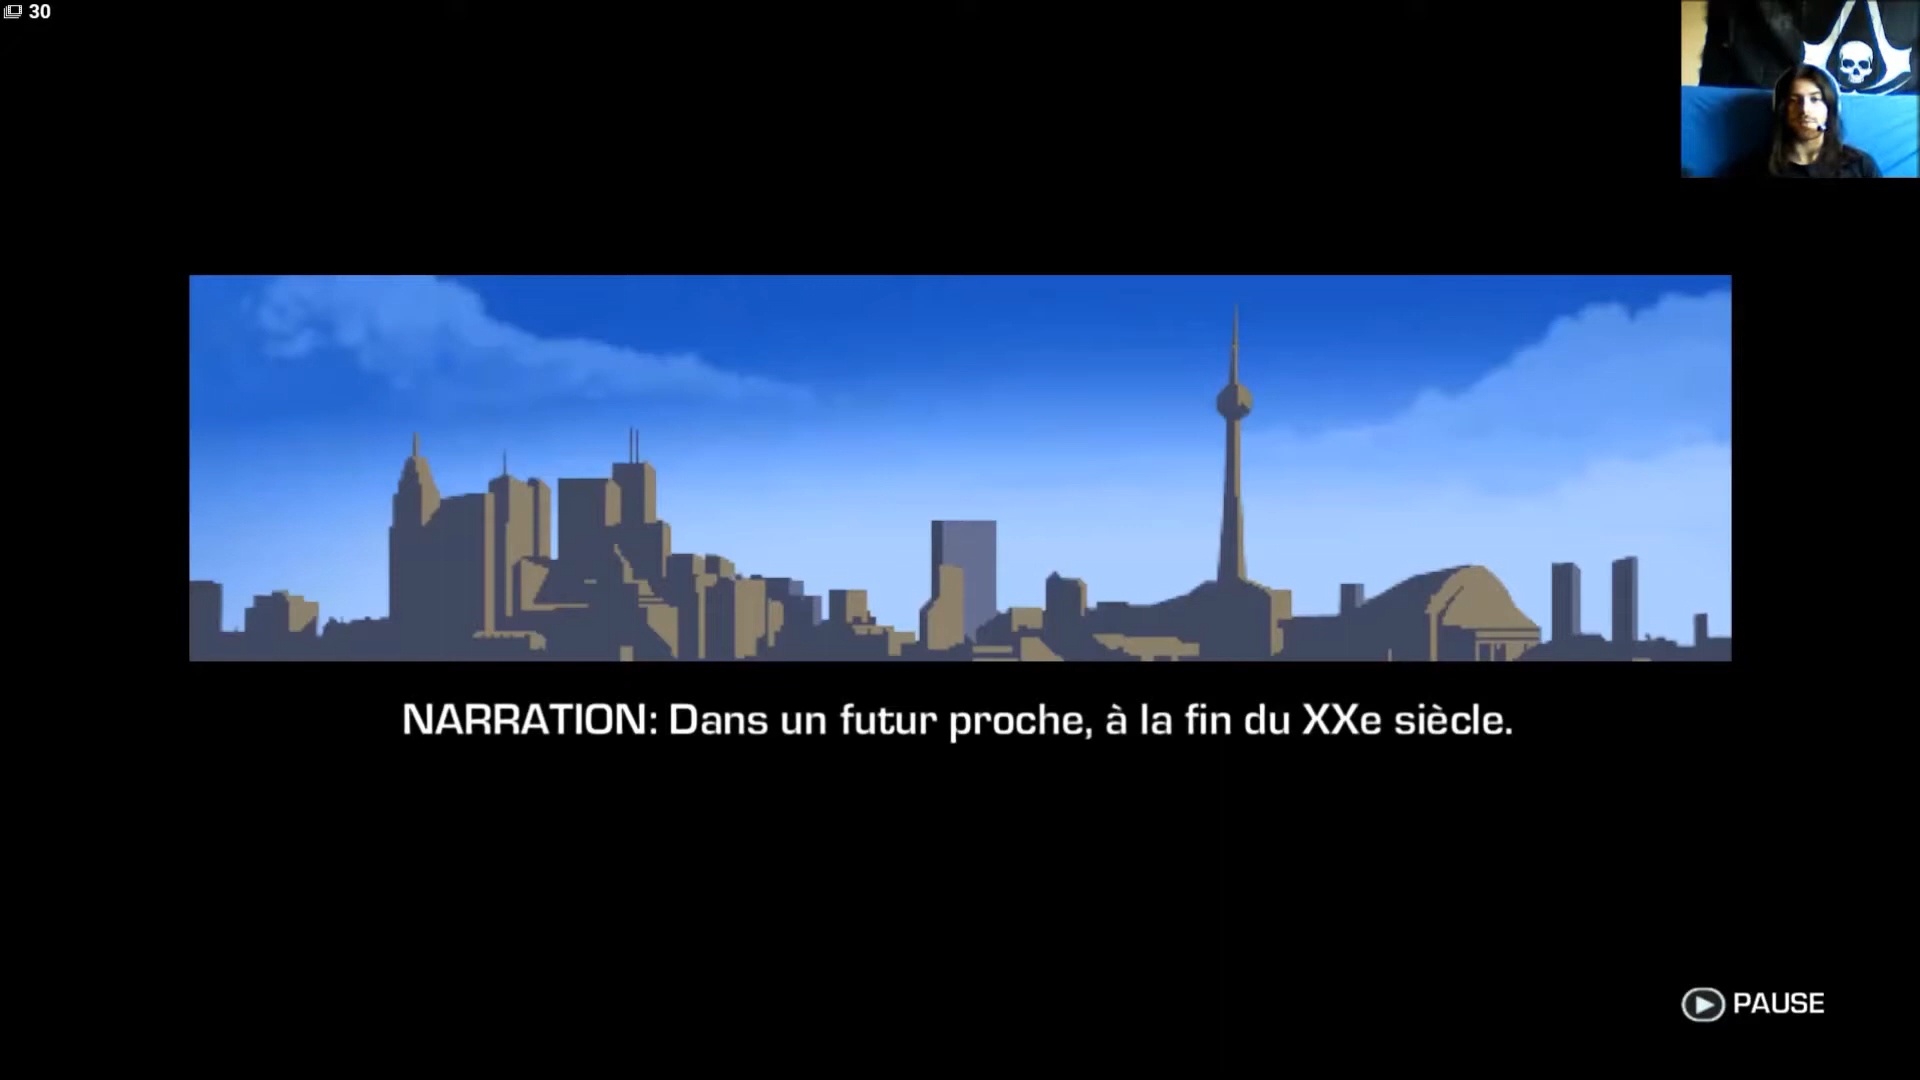 30
NARRATION: Dans un futur proche, à la fin du XXe siècle.
PAUSE